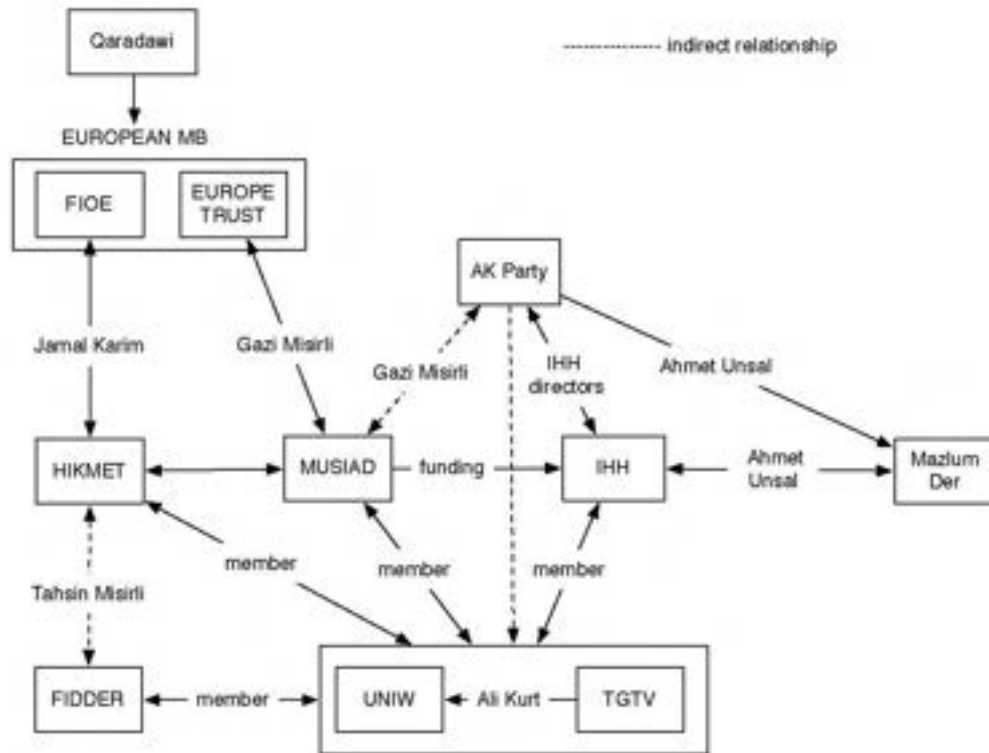 Qaradawi
indirect relationship
EUROPEAN MB
FIOE
EUROPE
TRUST
AK Party
Jamal Karim
Gazi Misirli
Gazi Misirli
IHH
directors
Ahmet Unsal
HIKMET
MUSIAD
funding
IHH
Ahmet
Unsal
Mazlum
Der
member
member
member
Tahsin Misirli
FIDDER
member
UNIW
Ali Kurt
TGTV